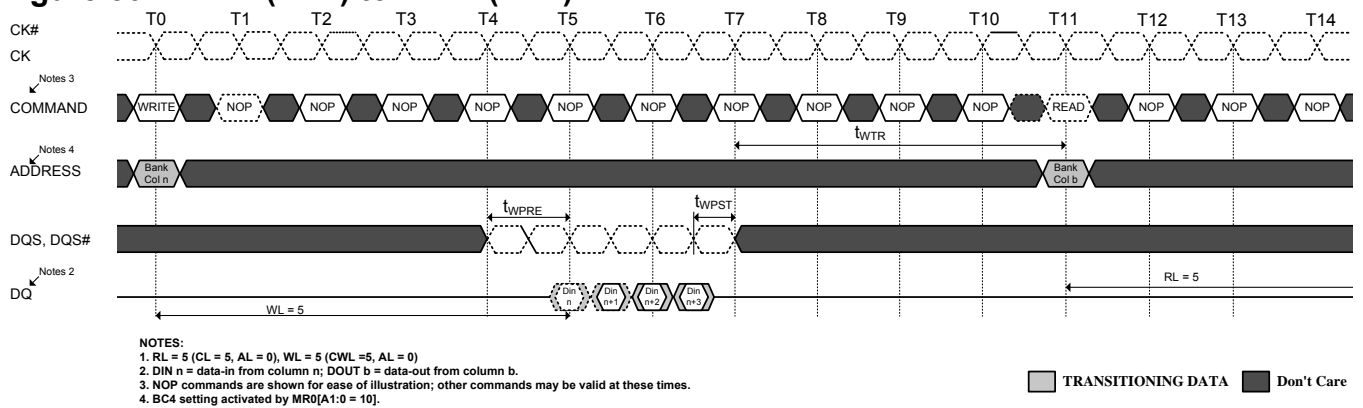 T0 T1 T2 T3 T4 T5 T6 T7 T8 T9 T10 T11 T12 T13 T14
CK#
CK
Notes 3
COMMAND WRITE NOP NOP NOP NOP NOP NOP NOP NOP NOP NOP READ NOP NOP NOP
tWTR
Notes 4
ADDRESS Bank Col n Bank Col b
tWPRE tWPST
DQS, DQS#
Notes 2
DQ Din n Din n+1 Din n+2 Din n+3 RL = 5
WL = 5
NOTES:
1. RL = 5 (CL = 5, AL = 0), WL = 5 (CWL =5, AL = 0)
2. DIN n = data-in from column n; DOUT b = data-out from column b.
3. NOP commands are shown for ease of illustration; other commands may be valid at these times.
4. BC4 setting activated by MR0[A1:0 = 10].
TRANSITIONING DATA Don't Care